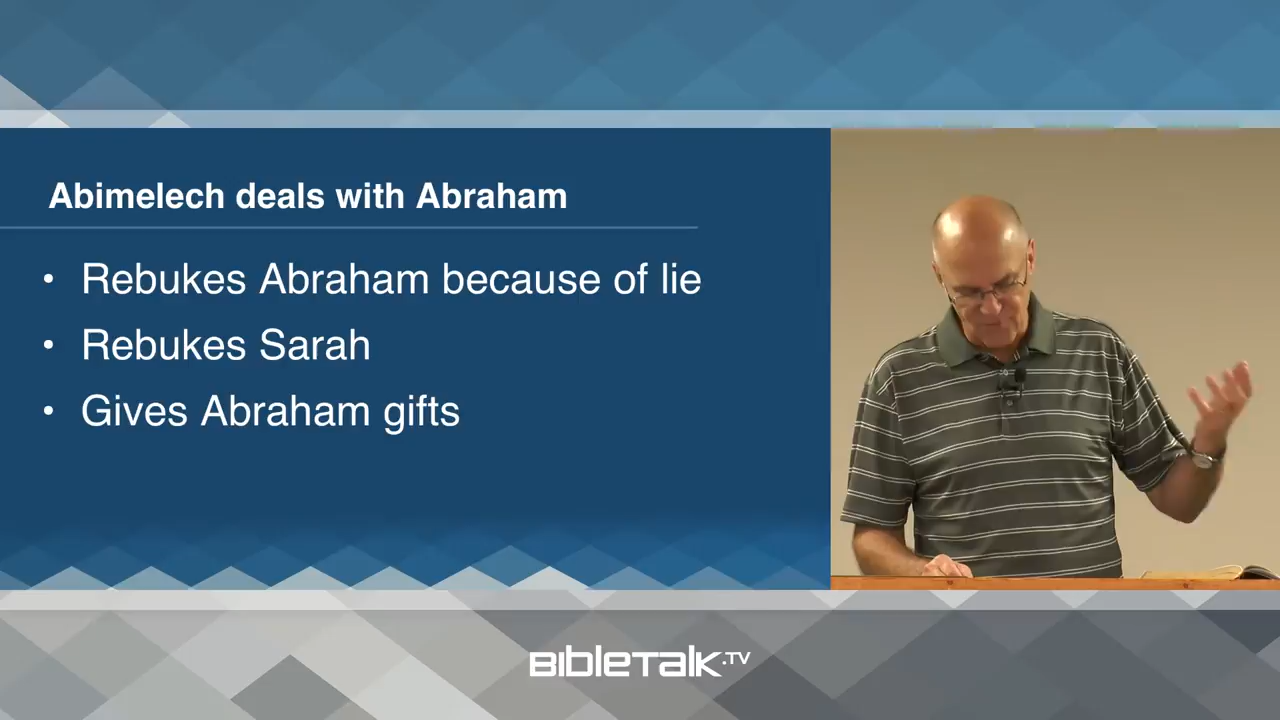 Abimelech deals with Abraham
• Rebukes Abraham because of lie
• Rebukes Sarah
• Gives Abraham gifts
BIBLETALK.TV